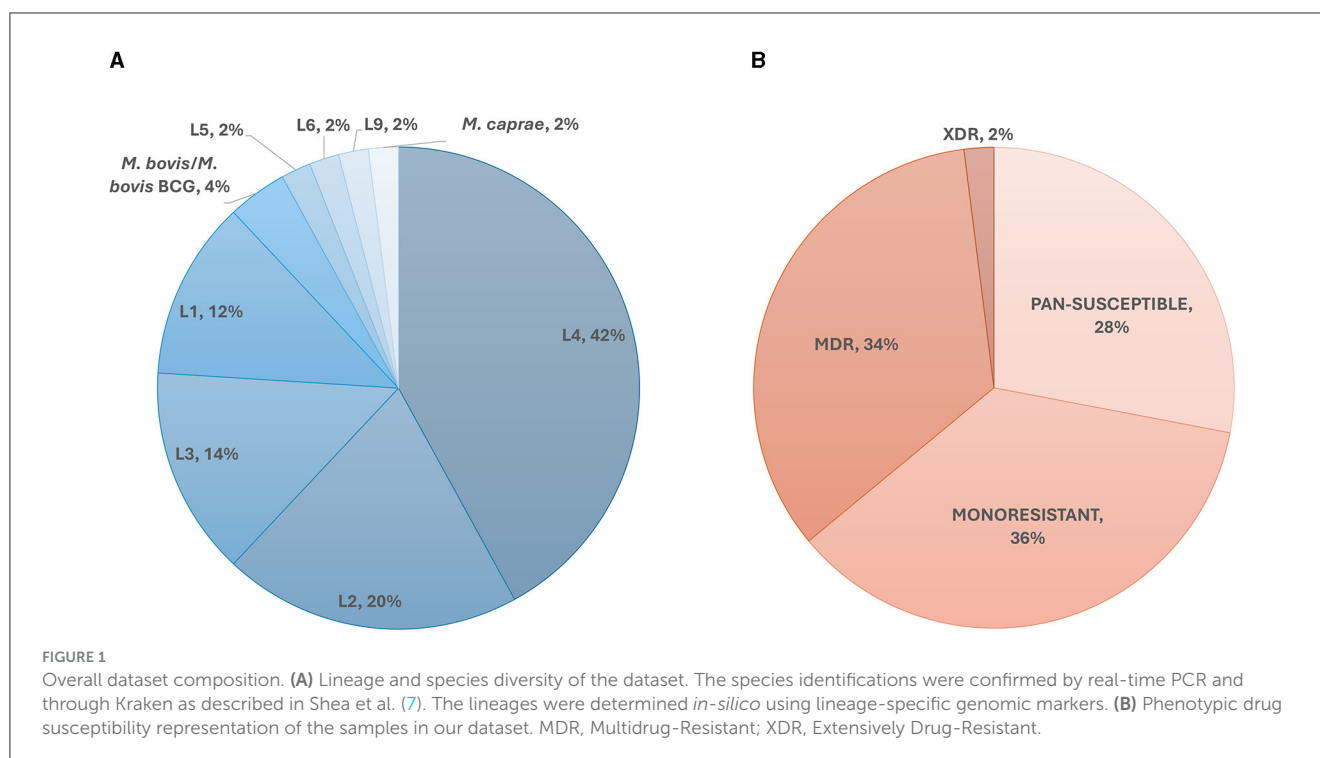 A
B
L5, 2%
L6, 2%
L9, 2%
M. caprae, 2%
M. bovis/M.
bovis BCG, 4%
L1, 12%
L4, 42%
L3, 14%
L2, 20%
XDR, 2%
PAN-SUSCEPTIBLE,
28%
MDR, 34%
MONORESISTANT,
36%
FIGURE 1
Overall dataset composition. (A) Lineage and species diversity of the dataset. The species identifications were confirmed by real-time PCR and
through Kraken as described in Shea et al. (7). The lineages were determined in-silico using lineage-specific genomic markers. (B) Phenotypic drug
susceptibility representation of the samples in our dataset. MDR, Multidrug-Resistant; XDR, Extensively Drug-Resistant.